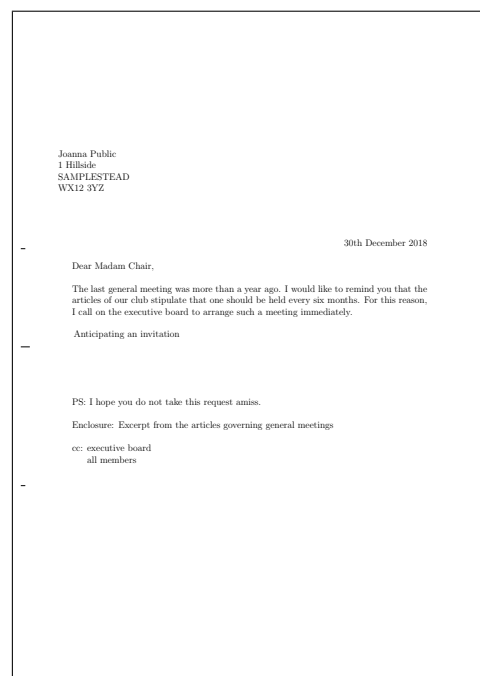 Joanna Public
1 Hillside
SAMPLESTEAD
WX12 3YZ
30th December 2018
Dear Madam Chair,
The last general meeting was more than a year ago. I would like to remind you that the
articles of our club stipulate that one should be held every six months. For this reason,
I call on the executive board to arrange such a meeting immediately.
Anticipating an invitation
PS: I hope you do not take this request amiss.
Enclosure: Excerpt from the articles governing general meetings
cc: executive board
all members